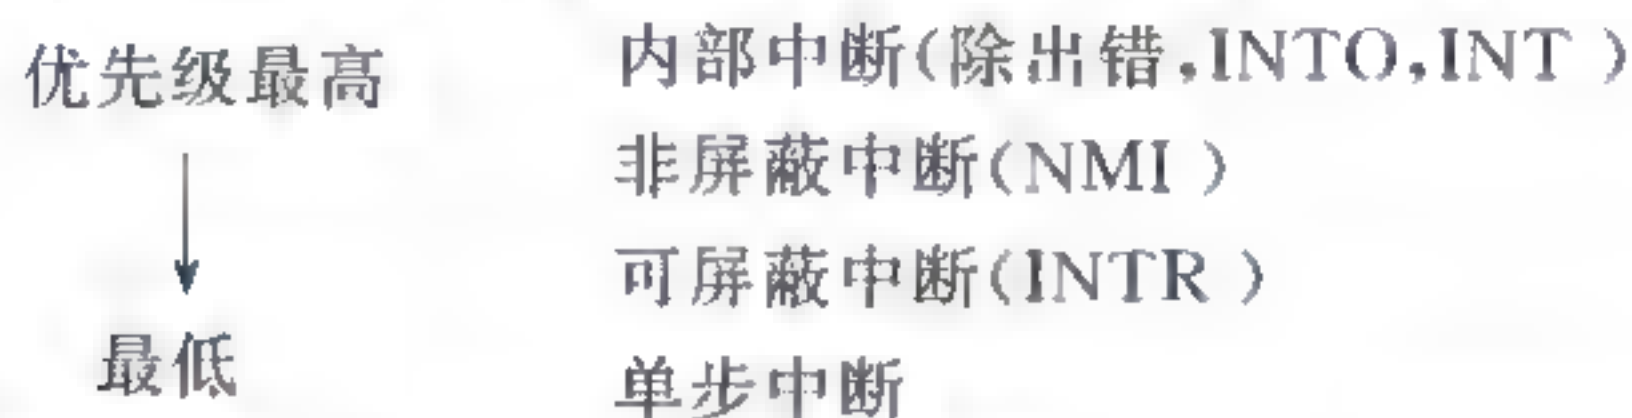 优先级最高
内部中断(除出错,INTO,INT )
非屏蔽中断(NMI )
可屏蔽中断(INTR )
最低
单步中断